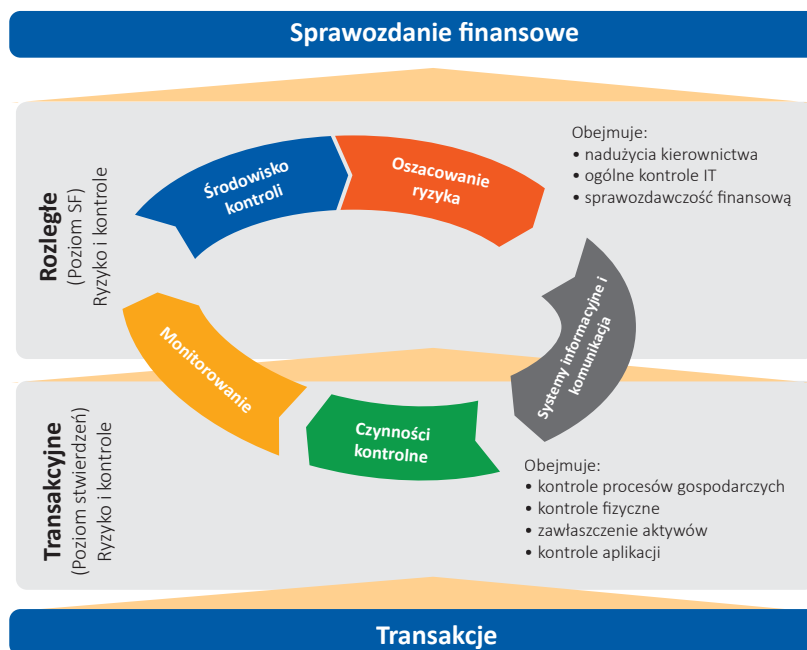 Sprawozdanie finansowe
Rozległe
(Poziom SF)
Ryzyko i kontrole
Środowisko
kontroli
Oszacowanie
ryzyka
Obejmuje:
• nadużycia kierownictwa
• ogólne kontrole IT
• sprawozdawczość finansową
Systemy informacyjne i
komunikacja
Monitorowanie
Czynności
kontrolne
Transakcyjne
(Poziom stwierdzeń)
Ryzyko i kontrole
Obejmuje:
• kontrole procesów gospodarczych
• kontrole fizyczne
• zawłaszczenie aktywów
• kontrole aplikacji
Transakcje